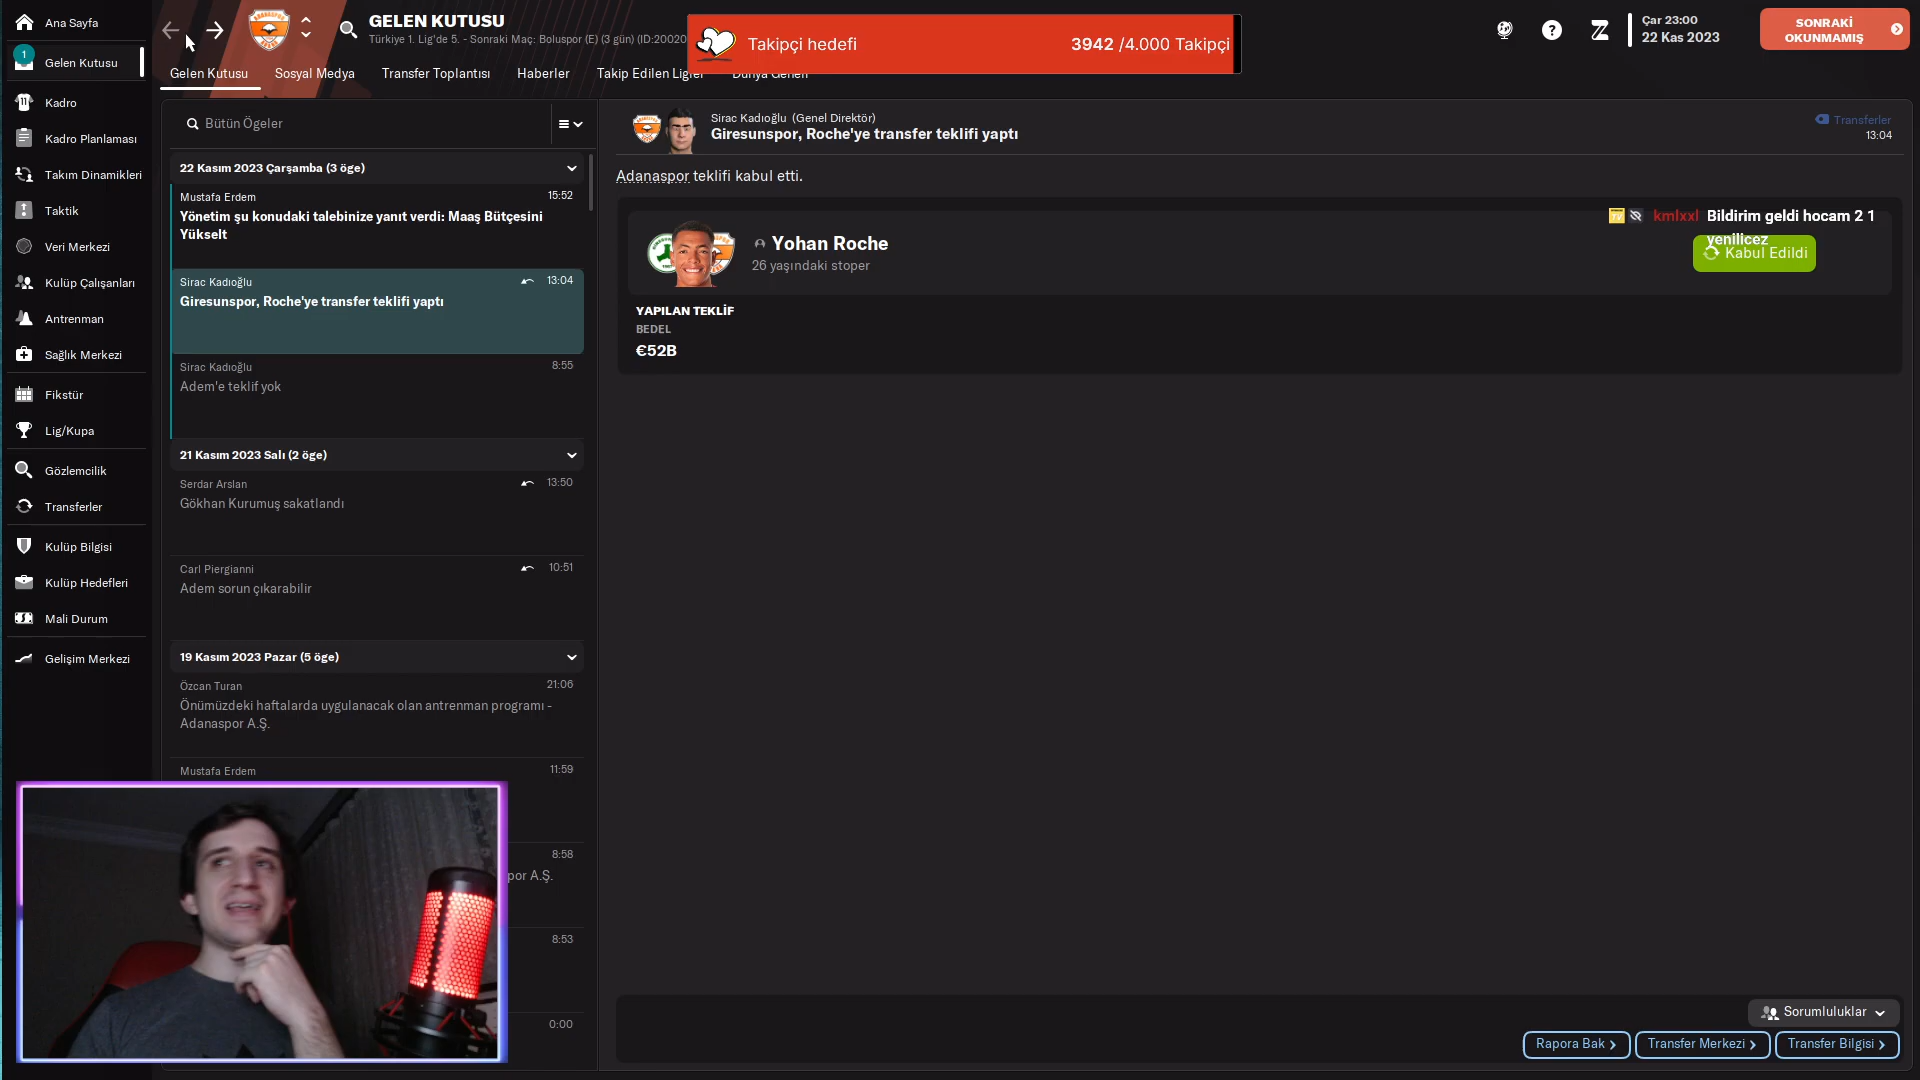 Ana Sayfa
1
Gelen Kutusu
Kadro
Kadro Planlaması
Takım Dinamikleri
Taktik
Veri Merkezi
Kulüp Çalışanları
Antrenman
Sağlık Merkezi
Fikstür
Lig/Kupa
Gözlemcilik
Transferler
Kulüp Bilgisi
Kulüp Hedefleri
Mali Durum
Gelişim Merkezi
GELEN KUTUSU
Türkiye 1. Lig'de 5. - Sonraki Maç: Boluspor (E) (3 gün) (ID:20020
Takipçi hedefi
3942 /4.000 Takipçi
Çar 23:00
22 Kas 2023
SONRAKİ
OKUNMAMIŞ
Gelen Kutusu
Sosyal Medya
Transfer Toplantısı
Haberler
Takip Edilen Ligler
Dünya Geneli
Bütün Ögeler
22 Kasım 2023 Çarşamba (3 öge)
Mustafa Erdem
15:52
Yönetim şu konudaki talebinize yanıt verdi: Maaş Bütçesini
Yükselt
Sirac Kadıoğlu
13:04
Giresunspor, Roche'ye transfer teklifi yaptı
Sirac Kadıoğlu
8:55
Adem'e teklif yok
21 Kasım 2023 Salı (2 öge)
Serdar Arslan
13:50
Gökhan Kurumuş sakatlandı
Carl Piergianni
10:51
Adem sorun çıkarabilir
19 Kasım 2023 Pazar (5 öge)
Özcan Turan
21:06
Önümüzdeki haftalarda uygulanacak olan antrenman programı -
Adanaspor A.Ş.
Mustafa Erdem
11:59
8:58
por A.Ş.
8:53
0:00
Sirac Kadıoğlu (Genel Direktör)
Giresunspor, Roche'ye transfer teklifi yaptı
Transferler
13:04
Adanaspor teklifi kabul etti.
kmlxxl Bildirim geldi hocam 2 1
yenilicez
Yohan Roche
26 yaşındaki stoper
Kabul Edildi
YAPILAN TEKLİF
BEDEL
€52B
Sorumluluklar
Rapora Bak
Transfer Merkezi
Transfer Bilgisi